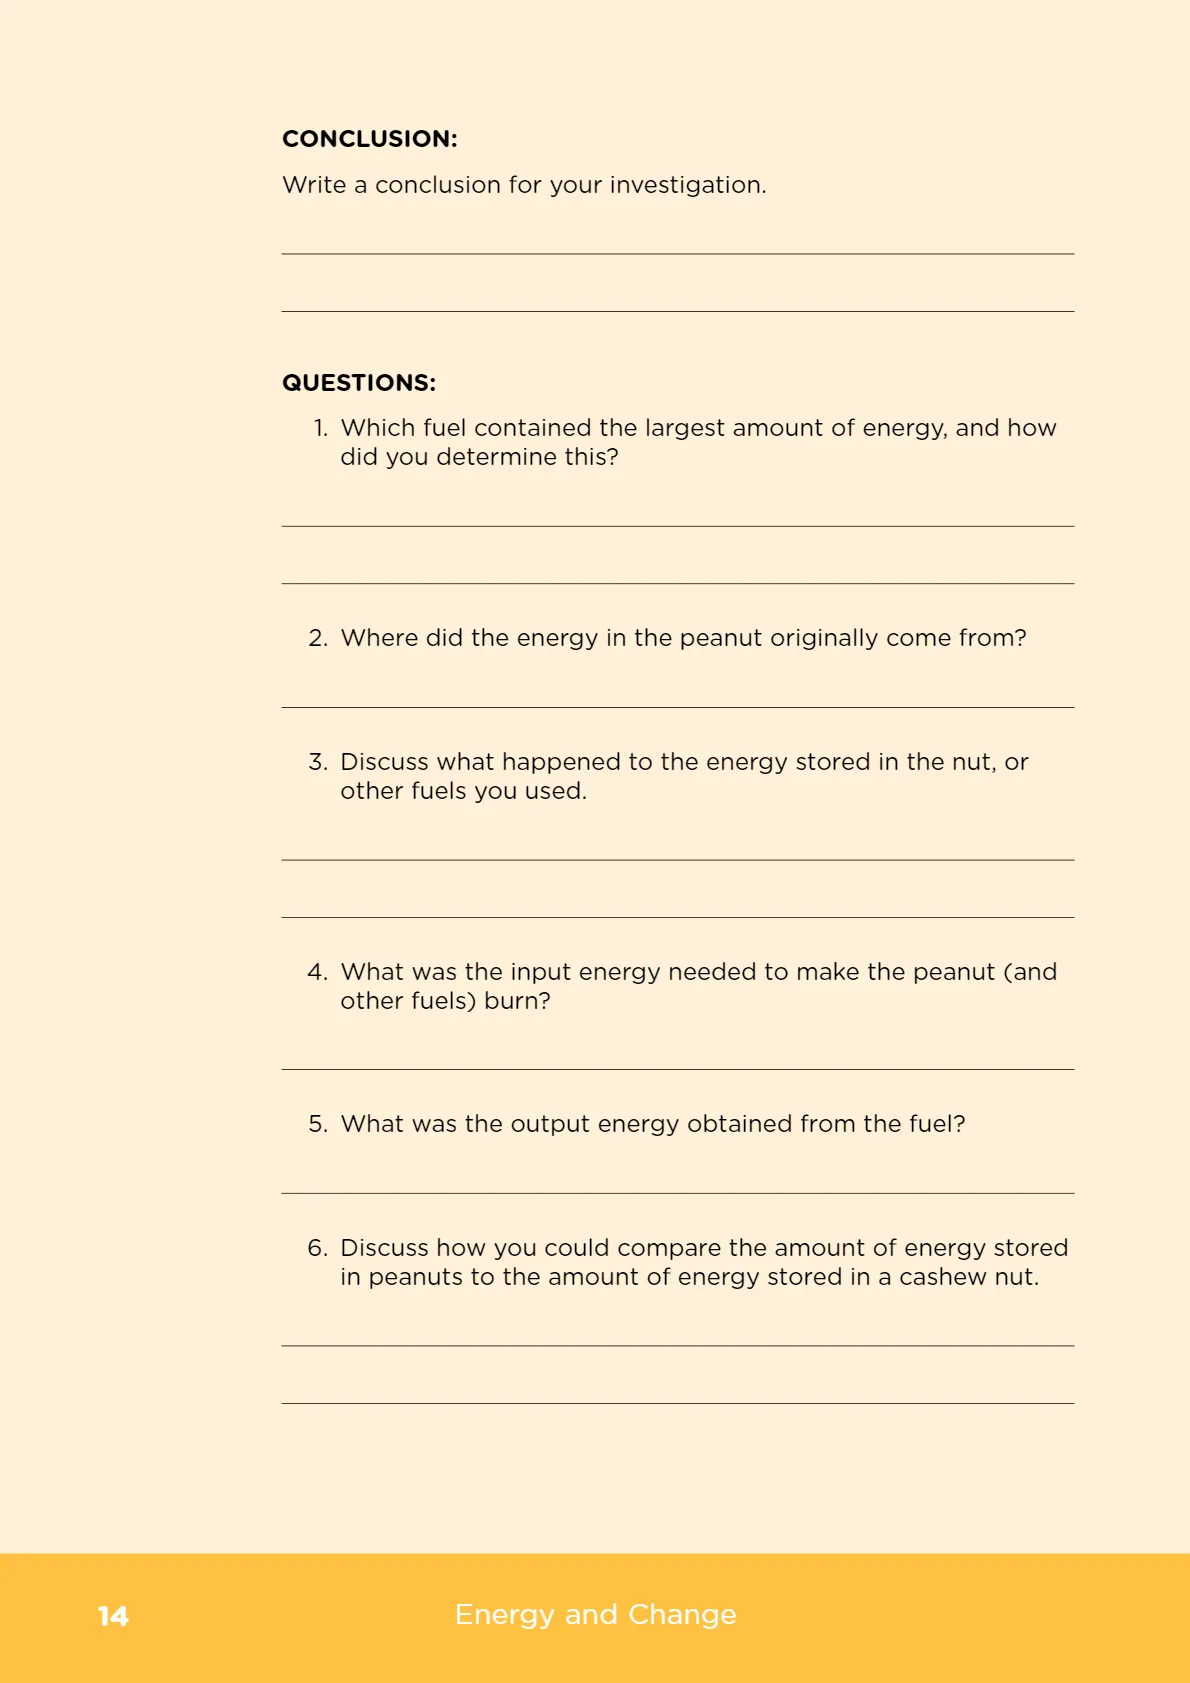 CONCLUSION:
Write a conclusion for your investigation.
QUESTIONS:
1. Which fuel contained the largest amount of energy, and how
did you determine this?
2. Where did the energy in the peanut originally come from?
3. Discuss what happened to the energy stored in the nut, or
other fuels you used.
4. What was the input energy needed to make the peanut (and
other fuels) burn?
5. What was the output energy obtained from the fuel?
6. Discuss how you could compare the amount of energy stored
in peanuts to the amount of energy stored in a cashew nut.
14 Energy and Change